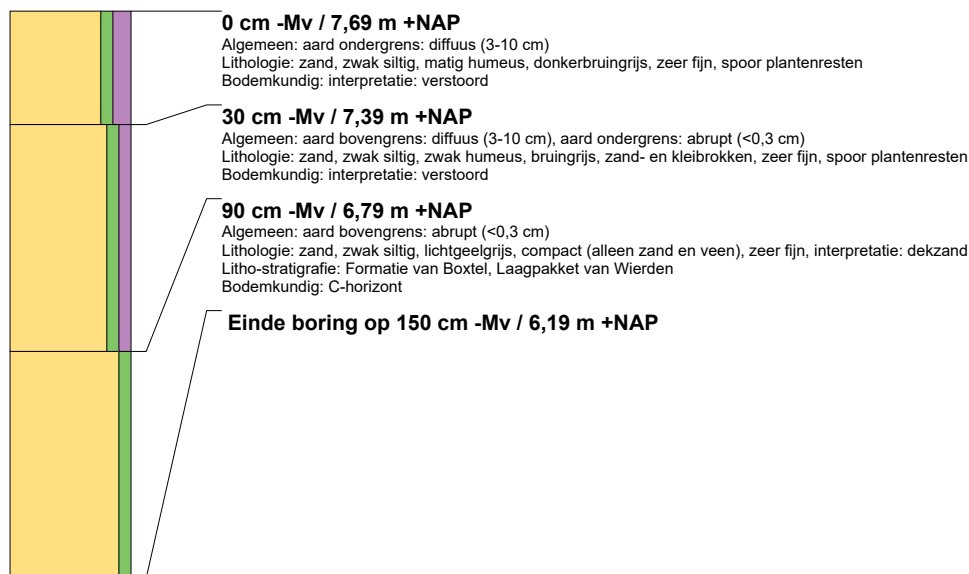 0 cm -Mv / 7,69 m +NAP
Algemeen: aard ondergrens: diffuus (3-10 cm)
Lithologie: zand, zwak siltig, matig humeus, donkerbruingrijs, zeer fijn, spoor plantenresten
Bodemkundig: interpretatie: verstoord
30 cm -Mv / 7,39 m +NAP
Algemeen: aard bovengrens: diffuus (3-10 cm), aard ondergrens: abrupt (<0,3 cm)
Lithologie: zand, zwak siltig, zwak humeus, bruingrijs, zand- en kleibrokken, zeer fijn, spoor plantenresten
Bodemkundig: interpretatie: verstoord
90 cm -Mv / 6,79 m +NAP
Algemeen: aard bovengrens: abrupt (<0,3 cm)
Lithologie: zand, zwak siltig, lichtgeelgrijs, compact (alleen zand en veen), zeer fijn, interpretatie: dekzand
Litho-stratigrafie: Formatie van Boxtel, Laagpakket van Wierden
Bodemkundig: C-horizont
Einde boring op 150 cm -Mv / 6,19 m +NAP